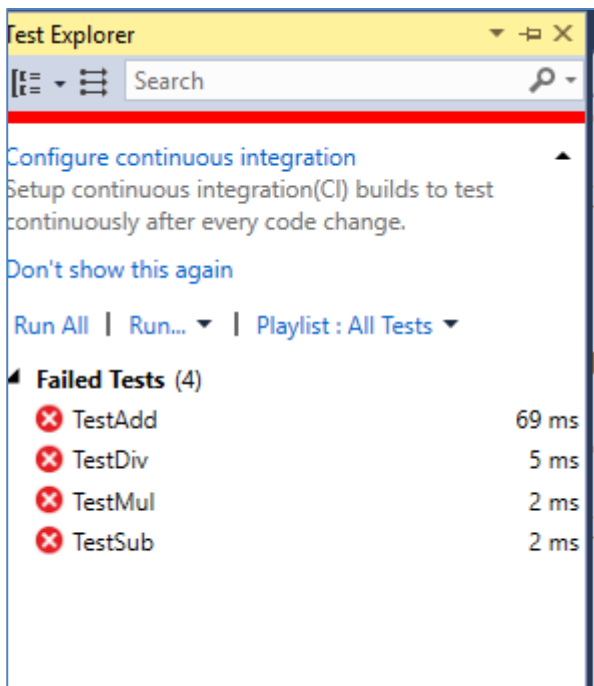 Test Explorer
Search
Configure continuous integration
Setup continuous integration(CI) builds to test
continuously after every code change.
Don't show this again
Run All | Run... | Playlist : All Tests
Failed Tests (4)
TestAdd 69 ms
TestDiv 5 ms
TestMul 2 ms
TestSub 2 ms